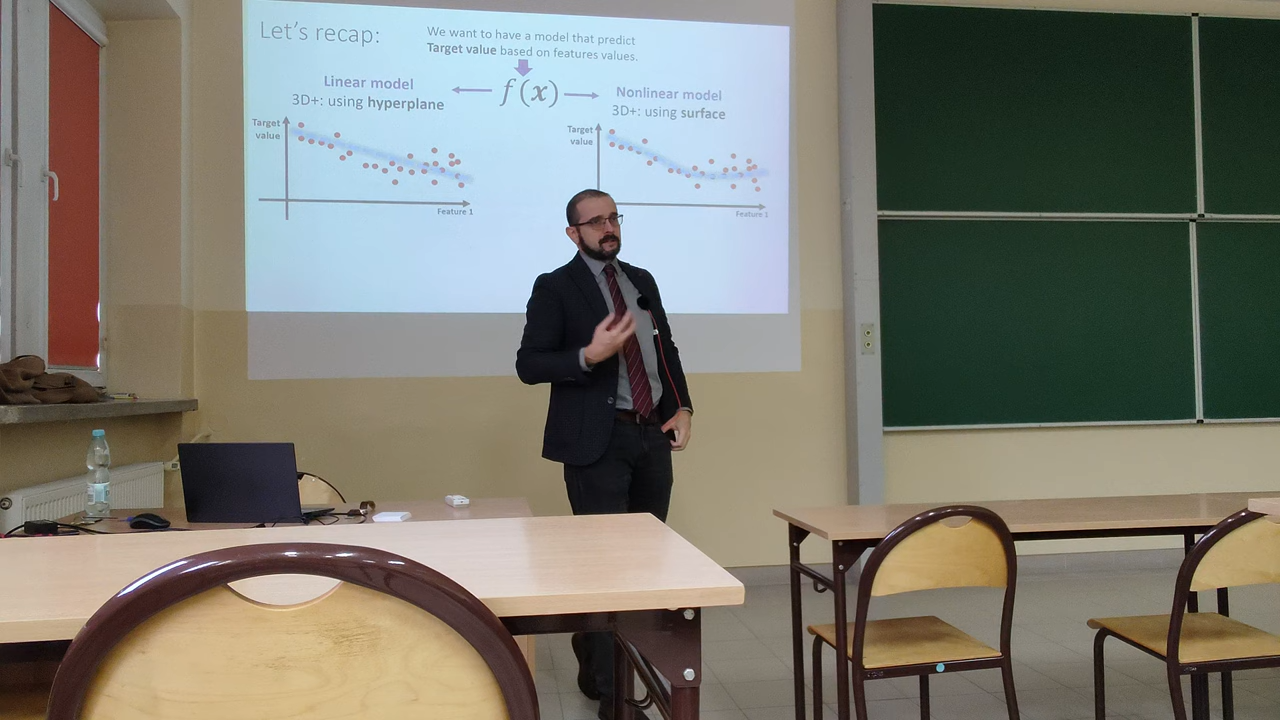 Let's recap:
We want to have a model that predict
Target value based on features values.
f(x)
Linear model
3D+: using hyperplane
Nonlinear model
3D+: using surface
Target
value
Feature 1
Target
value
Feature 1